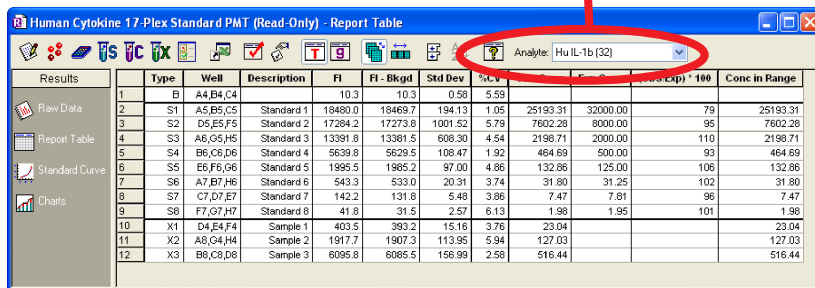 Human Cytokine 17-Plex Standard PMT (Read-Only) - Report Table
Analyte: Hu IL-1b (32)
Results Type Well Description FI FI - Bkgd Std Dev %CV (Obs/Exp) * 100 Conc in Range
Raw Data
Report Table
Standard Curve
Charts
1 B A4,B4,C4 10.3 10.3 0.58 5.59
2 S1 A5,B5,C5 Standard 1 18480.0 18469.7 194.13 1.05 25193.31 32000.00 79 25193.31
3 S2 D5,E5,F5 Standard 2 17284.2 17273.8 1001.52 5.79 7602.28 8000.00 95 7602.28
4 S3 A6,G5,H5 Standard 3 13391.8 13381.5 608.30 4.54 2198.71 2000.00 110 2198.71
5 S4 B6,C6,D6 Standard 4 5639.8 5629.5 108.47 1.92 464.69 500.00 93 464.69
6 S5 E6,F6,G6 Standard 5 1995.5 1985.2 97.00 4.86 132.86 125.00 106 132.86
7 S6 A7,B7,H6 Standard 6 543.3 533.0 20.31 3.74 31.80 31.25 102 31.80
8 S7 C7,D7,E7 Standard 7 142.2 131.8 5.48 3.86 7.47 7.81 96 7.47
9 S8 F7,G7,H7 Standard 8 41.8 31.5 2.57 6.13 1.98 1.95 101 1.98
10 X1 D4,E4,F4 Sample 1 403.5 393.2 15.16 3.76 23.04 23.04
11 X2 A8,G4,H4 Sample 2 1917.7 1907.3 113.95 5.94 127.03 127.03
12 X3 B8,C8,D8 Sample 3 6095.8 6085.5 156.99 2.58 516.44 516.44